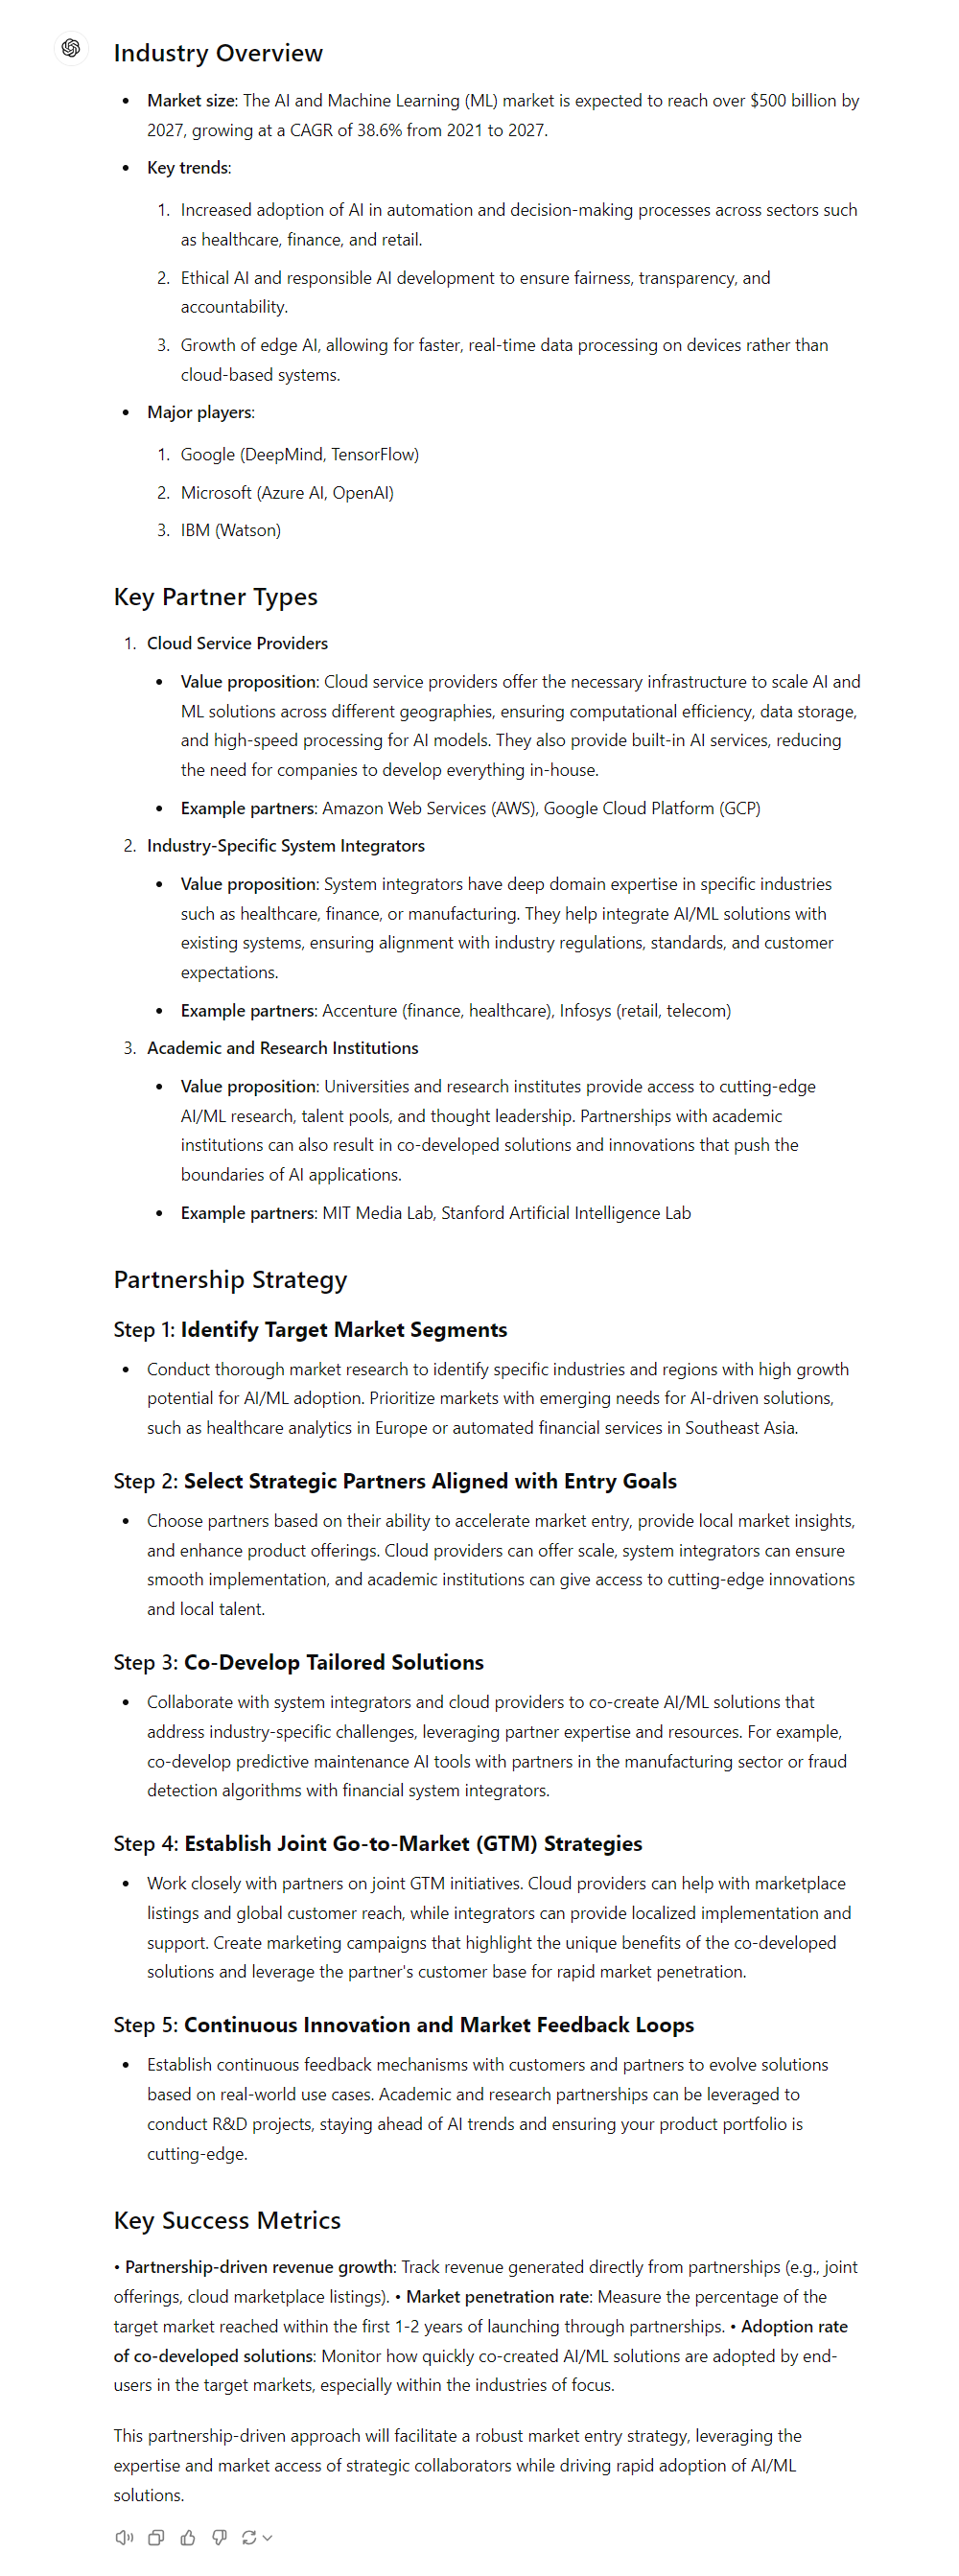 Industry Overview
• Market size: The AI and Machine Learning (ML) market is expected to reach over $500 billion by
2027, growing at a CAGR of 38.6% from 2021 to 2027.
• Key trends:
1. Increased adoption of AI in automation and decision-making processes across sectors such
as healthcare, finance, and retail.
2. Ethical AI and responsible AI development to ensure fairness, transparency, and
accountability.
3. Growth of edge AI, allowing for faster, real-time data processing on devices rather than
cloud-based systems.
• Major players:
1. Google (DeepMind, TensorFlow)
2. Microsoft (Azure AI, OpenAI)
3. IBM (Watson)
Key Partner Types
1. Cloud Service Providers
• Value proposition: Cloud service providers offer the necessary infrastructure to scale AI and
ML solutions across different geographies, ensuring computational efficiency, data storage,
and high-speed processing for AI models. They also provide built-in AI services, reducing
the need for companies to develop everything in-house.
• Example partners: Amazon Web Services (AWS), Google Cloud Platform (GCP)
2. Industry-Specific System Integrators
• Value proposition: System integrators have deep domain expertise in specific industries
such as healthcare, finance, or manufacturing. They help integrate AI/ML solutions with
existing systems, ensuring alignment with industry regulations, standards, and customer
expectations.
• Example partners: Accenture (finance, healthcare), Infosys (retail, telecom)
3. Academic and Research Institutions
• Value proposition: Universities and research institutes provide access to cutting-edge
AI/ML research, talent pools, and thought leadership. Partnerships with academic
institutions can also result in co-developed solutions and innovations that push the
boundaries of AI applications.
• Example partners: MIT Media Lab, Stanford Artificial Intelligence Lab
Partnership Strategy
Step 1: Identify Target Market Segments
• Conduct thorough market research to identify specific industries and regions with high growth
potential for AI/ML adoption. Prioritize markets with emerging needs for AI-driven solutions,
such as healthcare analytics in Europe or automated financial services in Southeast Asia.
Step 2: Select Strategic Partners Aligned with Entry Goals
• Choose partners based on their ability to accelerate market entry, provide local market insights,
and enhance product offerings. Cloud providers can offer scale, system integrators can ensure
smooth implementation, and academic institutions can give access to cutting-edge innovations
and local talent.
Step 3: Co-Develop Tailored Solutions
• Collaborate with system integrators and cloud providers to co-create AI/ML solutions that
address industry-specific challenges, leveraging partner expertise and resources. For example,
co-develop predictive maintenance AI tools with partners in the manufacturing sector or fraud
detection algorithms with financial system integrators.
Step 4: Establish Joint Go-to-Market (GTM) Strategies
• Work closely with partners on joint GTM initiatives. Cloud providers can help with marketplace
listings and global customer reach, while integrators can provide localized implementation and
support. Create marketing campaigns that highlight the unique benefits of the co-developed
solutions and leverage the partner's customer base for rapid market penetration.
Step 5: Continuous Innovation and Market Feedback Loops
• Establish continuous feedback mechanisms with customers and partners to evolve solutions
based on real-world use cases. Academic and research partnerships can be leveraged to
conduct R&D projects, staying ahead of AI trends and ensuring your product portfolio is
cutting-edge.
Key Success Metrics
• Partnership-driven revenue growth: Track revenue generated directly from partnerships (e.g., joint
offerings, cloud marketplace listings). • Market penetration rate: Measure the percentage of the
target market reached within the first 1-2 years of launching through partnerships. • Adoption rate
of co-developed solutions: Monitor how quickly co-created AI/ML solutions are adopted by end-
users in the target markets, especially within the industries of focus.
This partnership-driven approach will facilitate a robust market entry strategy, leveraging the
expertise and market access of strategic collaborators while driving rapid adoption of AI/ML
solutions.